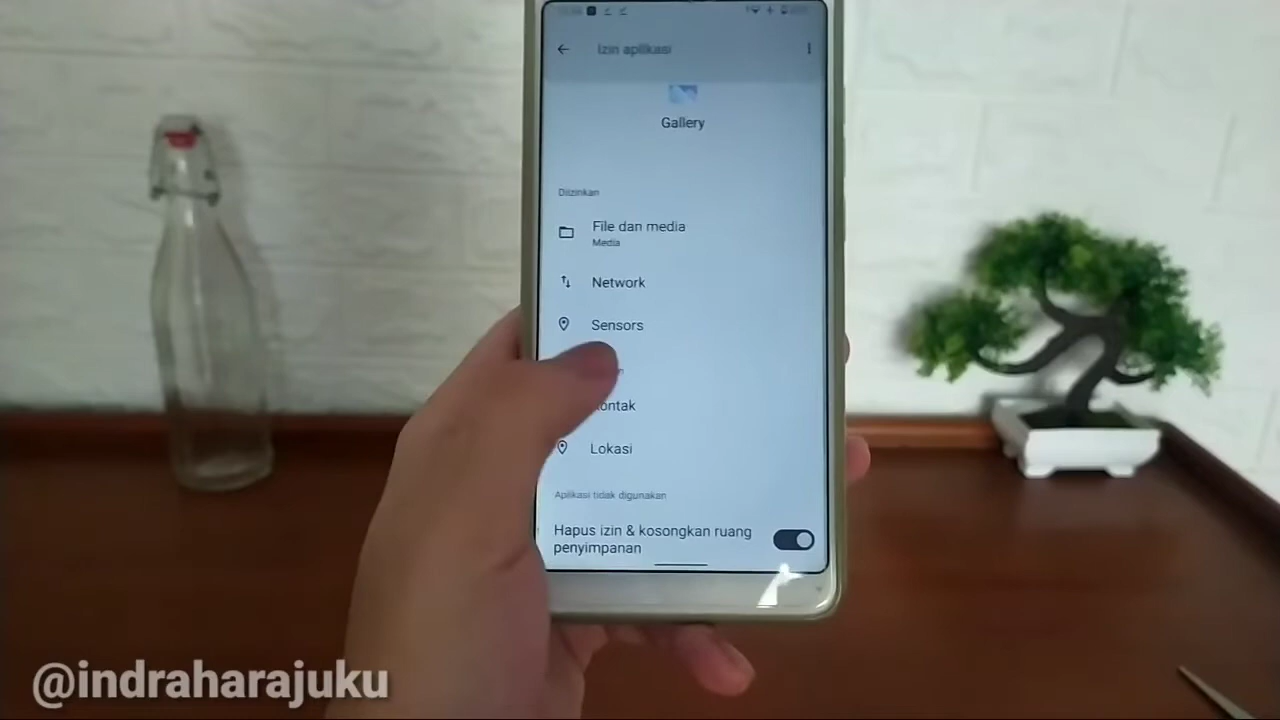 Izin aplikasi
Gallery
Diizinkan
File dan media
Media
Network
Sensors
Lokasi
Aplikasi tidak digunakan
Hapus izin & kosongkan ruang
penyimpanan
@indraharajuku